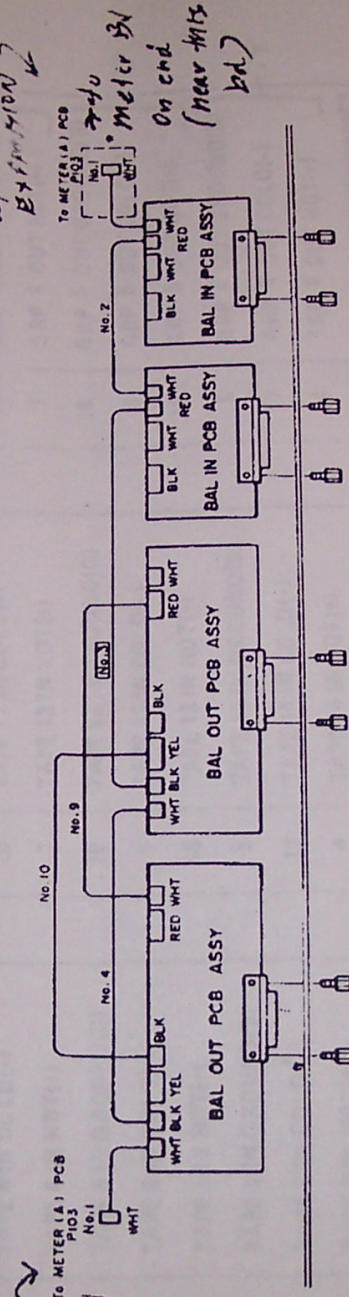 To METER (A) PCB
P103
No.1
WHT
WHT BLK YEL
BLK
RED WHT
BAL OUT PCB ASSY
No.4
No.10
No.9
WHT BLK YEL
BLK
RED WHT
BAL OUT PCB ASSY
No.3
BLK
WHT
RED
WHT
BAL IN PCB ASSY
No.2
BLK
WHT
RED
WHT
BAL IN PCB ASSY
To METER (A) PCB
P103
No.1
WHT
Meter Bd
On end
(near this
bd)